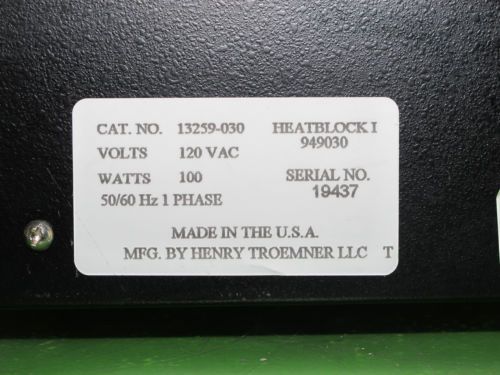 CAT. NO. 13259-030 HEATBLOCK I
949030
VOLTS 120 VAC
WATTS 100 SERIAL NO.
19437
50/60 Hz 1 PHASE
MADE IN THE U.S.A.
MFG. BY HENRY TROEMNER LLC T